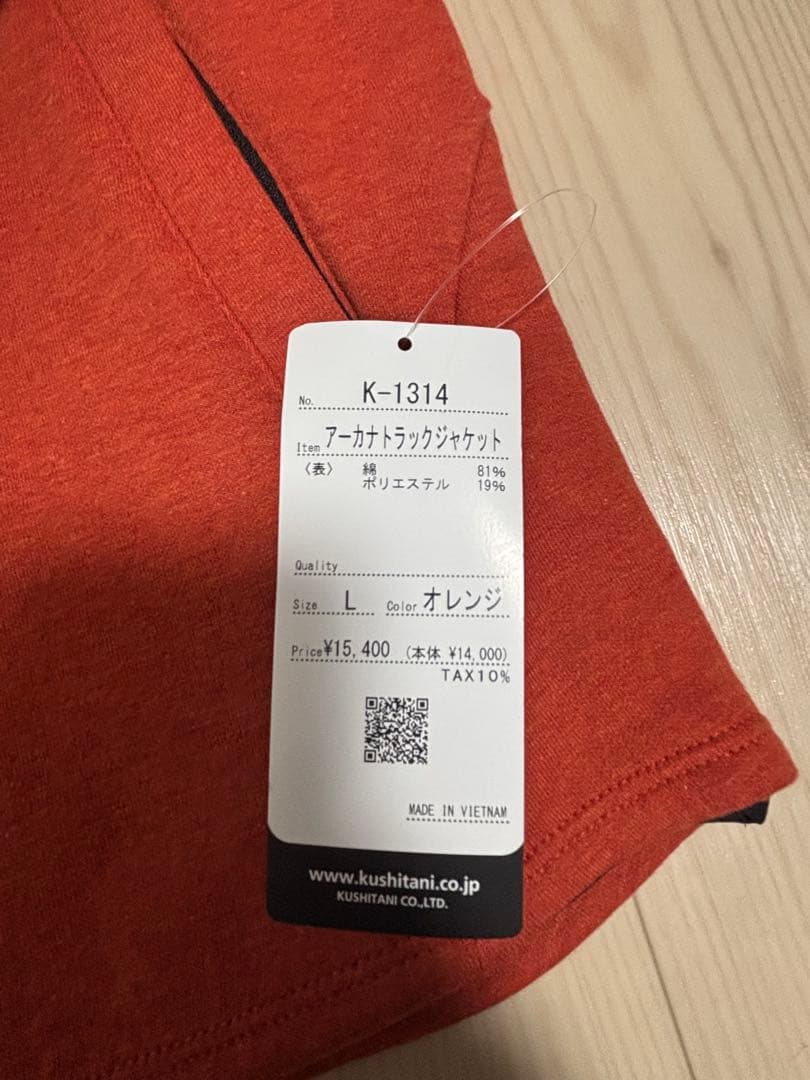 No. K-1314
Item アーカナトラックジャケット
〈表〉 綿 81%
ポリエステル 19%
Quality
Size L Color オレンジ
Price ¥15,400 (本体 ¥14,000)
TAX10%
MADE IN VIETNAM
www.kushitani.co.jp
KUSHITANI CO.,LTD.